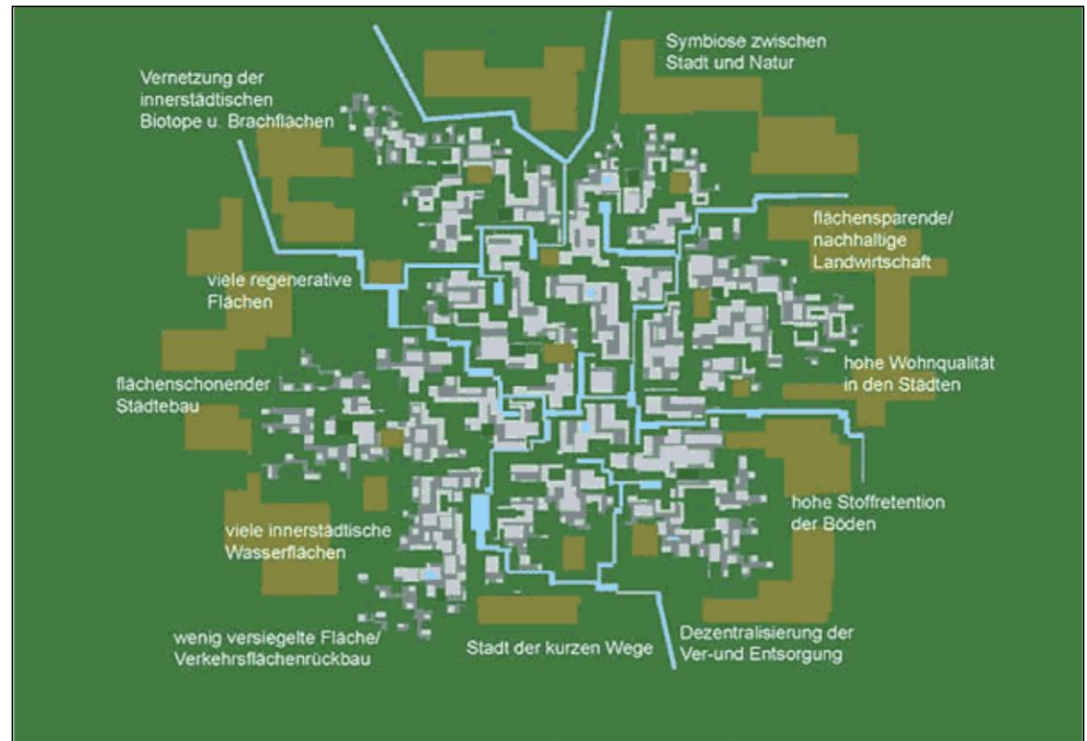 Symbiose zwischen
Stadt und Natur
Vernetzung der
innerstädtischen
Biotope u. Brachflächen
flächensparende/
nachhaltige
Landwirtschaft
viele regenerative
Flächen
hohe Wohnqualität
in den Städten
flächenschonender
Städtebau
hohe Stoffretention
der Böden
viele innerstädtische
Wasserflächen
wenig versiegelte Fläche/
Verkehrsflächenrückbau
Stadt der kurzen Wege
Dezentralisierung der
Ver-und Entsorgung